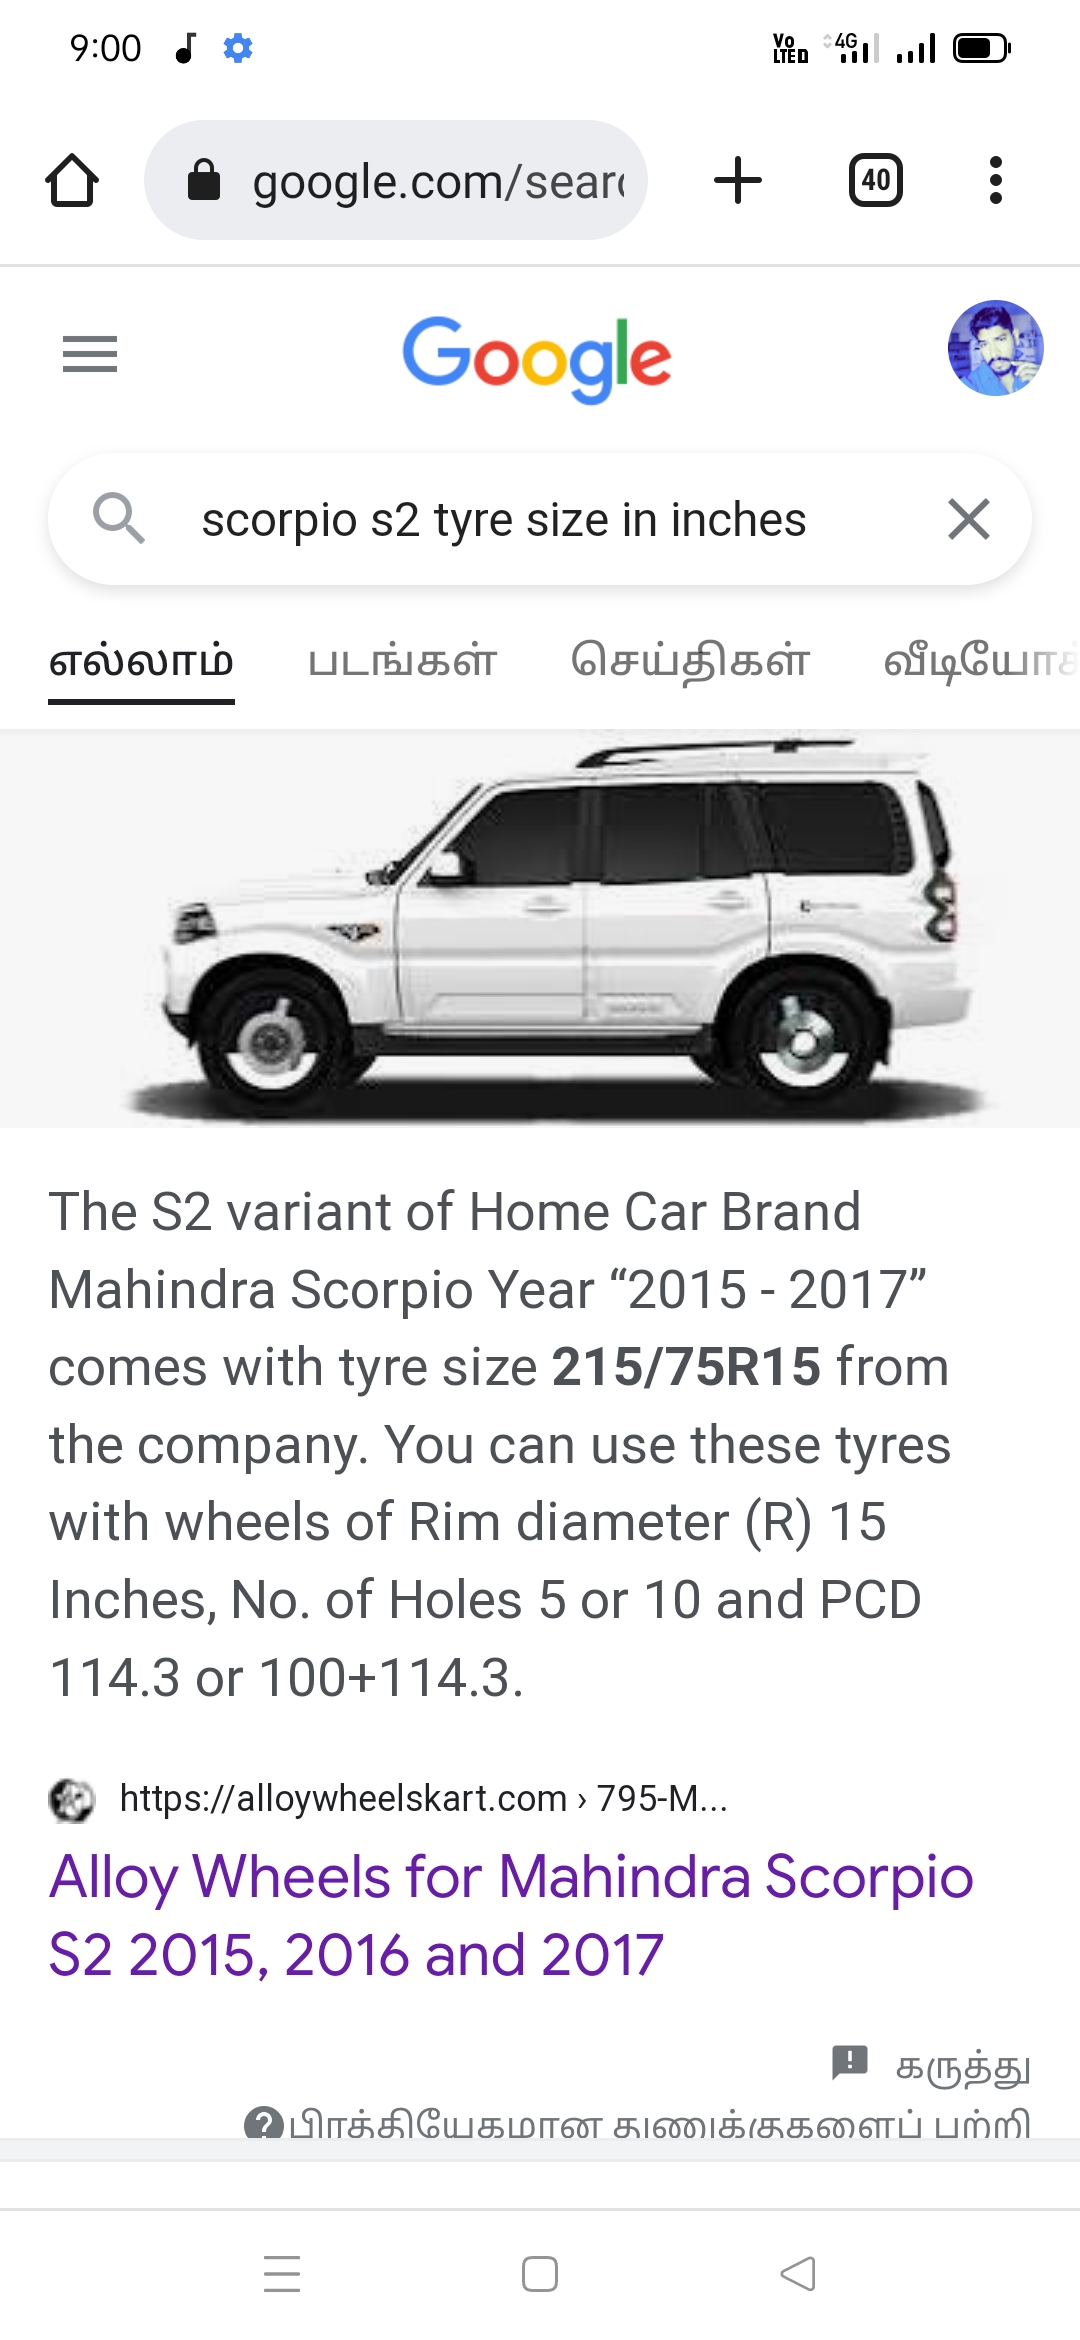 9:00
Vo
LTE
4G
google.com/sear
40
Google
scorpio s2 tyre size in inches
எல்லாம் படங்கள் செய்திகள்
The S2 variant of Home Car Brand
Mahindra Scorpio Year “2015 - 2017”
comes with tyre size 215/75R15 from
the company. You can use these tyres
with wheels of Rim diameter (R) 15
Inches, No. of Holes 5 or 10 and PCD
114.3 or 100+114.3.
https://alloywheelskart.com › 795-M...
Alloy Wheels for Mahindra Scorpio
S2 2015, 2016 and 2017
கருத்து
பிரத்தியேகமான துணுக்குகளைப் பற்றி